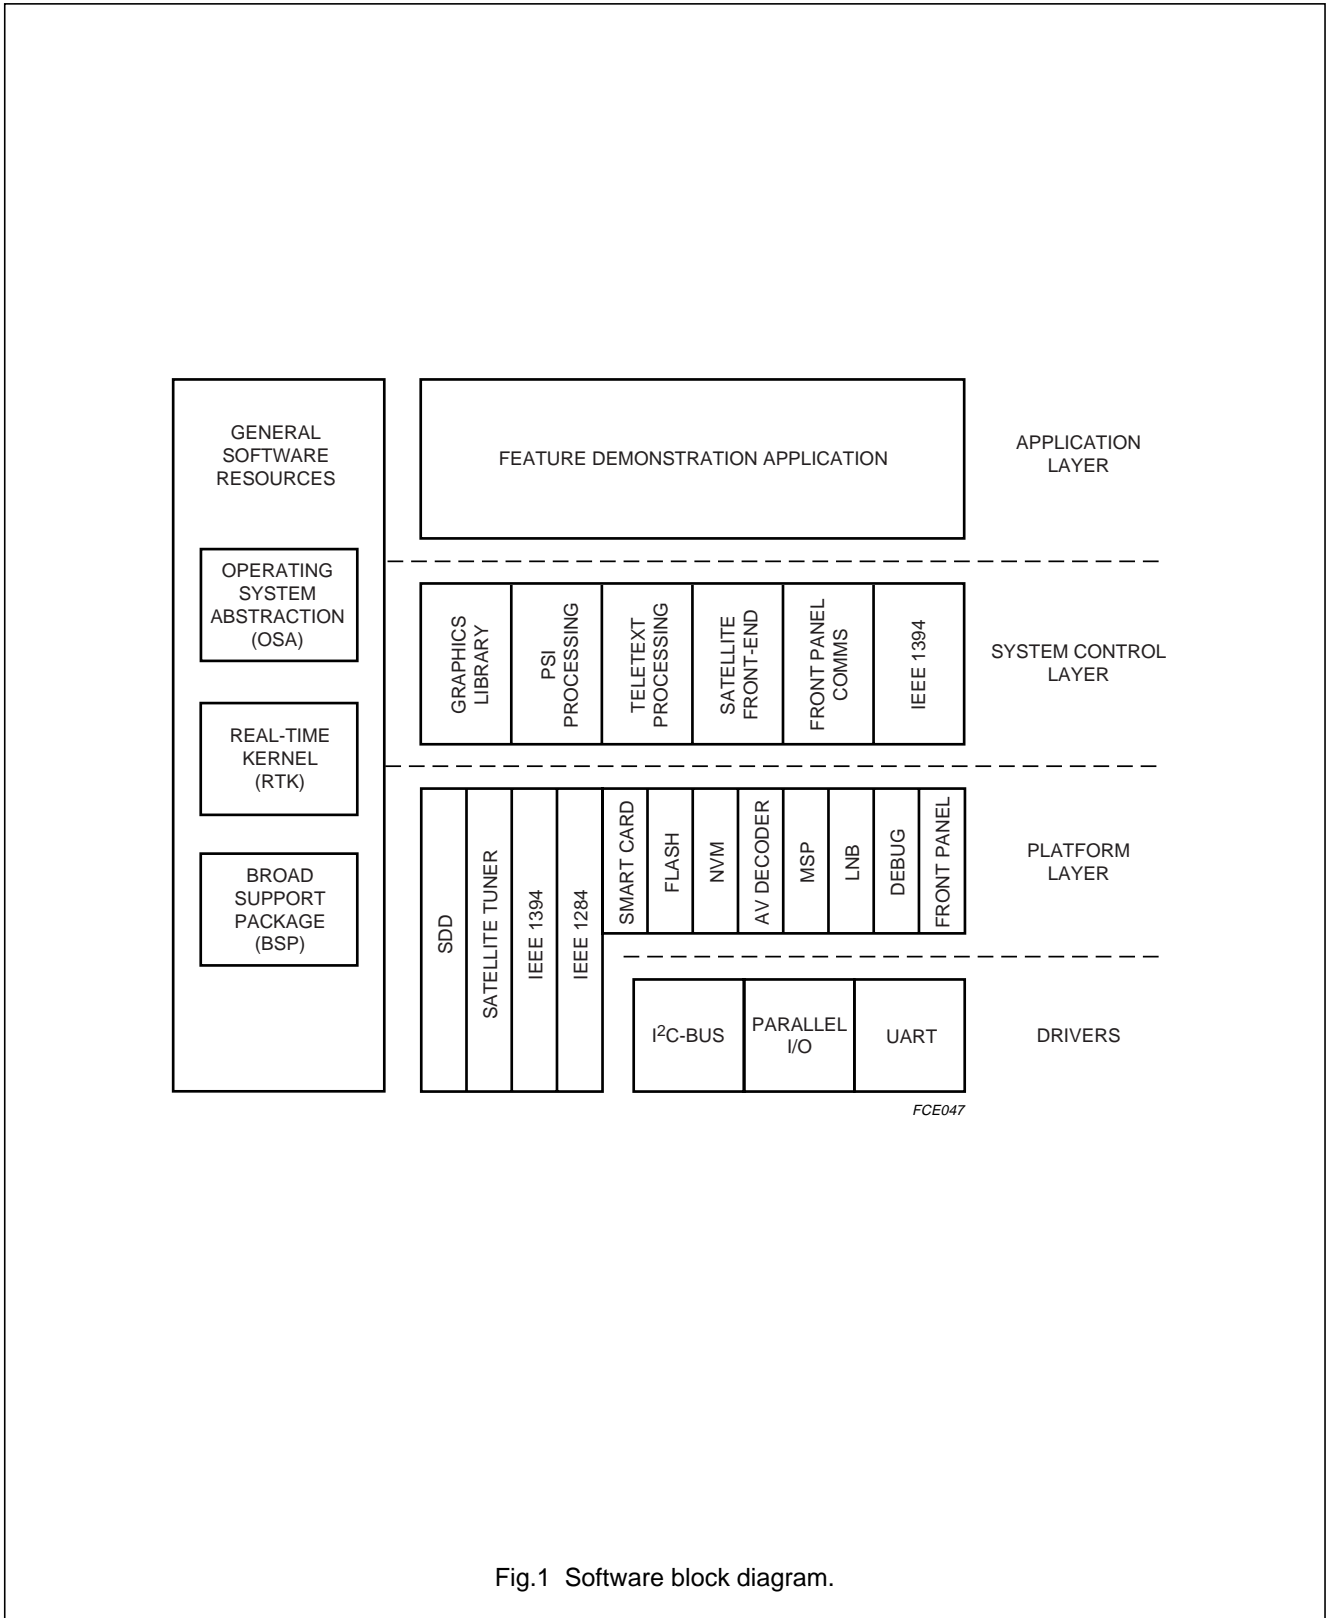 GENERAL
SOFTWARE
RESOURCES
OPERATING
SYSTEM
ABSTRACTION
(OSA)
REAL-TIME
KERNEL
(RTK)
BROAD
SUPPORT
PACKAGE
(BSP)
FEATURE DEMONSTRATION APPLICATION
APPLICATION
LAYER
GRAPHICS
LIBRARY
PSI
PROCESSING
TELETEXT
PROCESSING
SATELLITE
FRONT-END
FRONT PANEL
COMMS
IEEE 1394
SYSTEM CONTROL
LAYER
SDD
SATELLITE TUNER
IEEE 1394
IEEE 1284
SMART CARD
FLASH
NVM
AV DECODER
MSP
LNB
DEBUG
FRONT PANEL
PLATFORM
LAYER
I²C-BUS
PARALLEL
I/O
UART
DRIVERS
FCE047
Fig.1 Software block diagram.